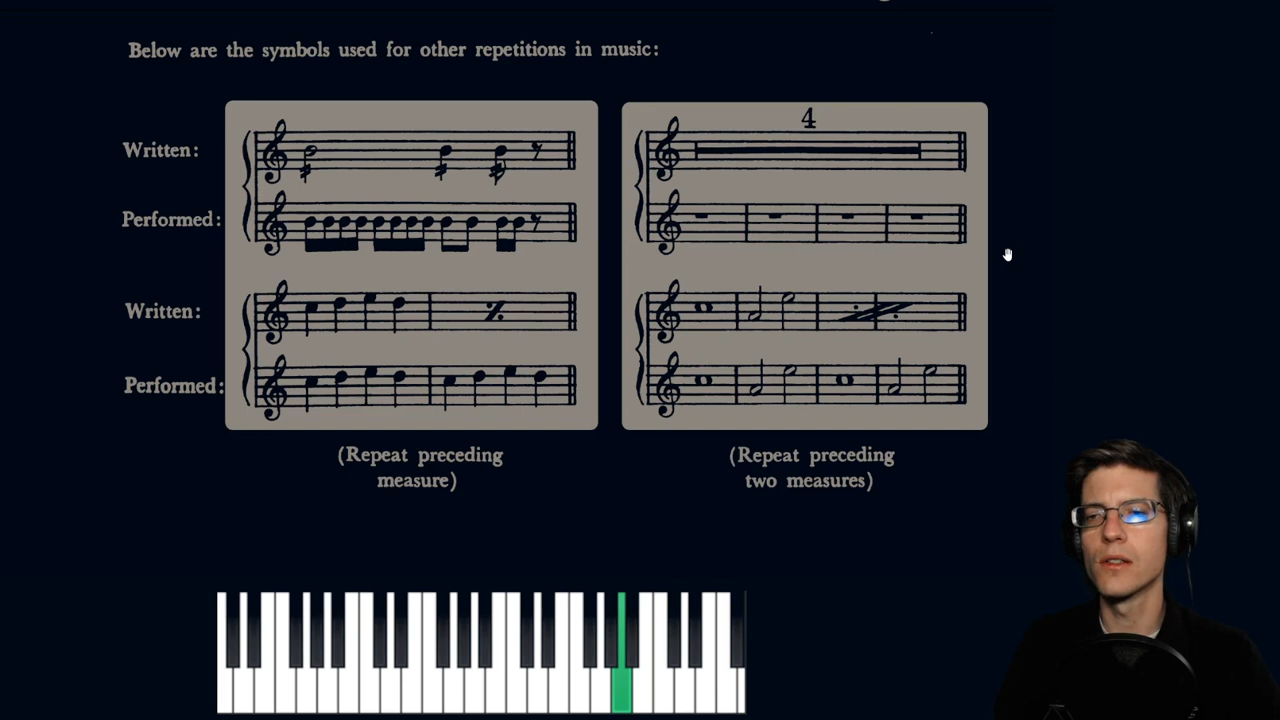 Below are the symbols used for other repetitions in music:
4
Written:
Performed:
Written:
Performed:
(Repeat preceding
measure)
(Repeat preceding
two measures)